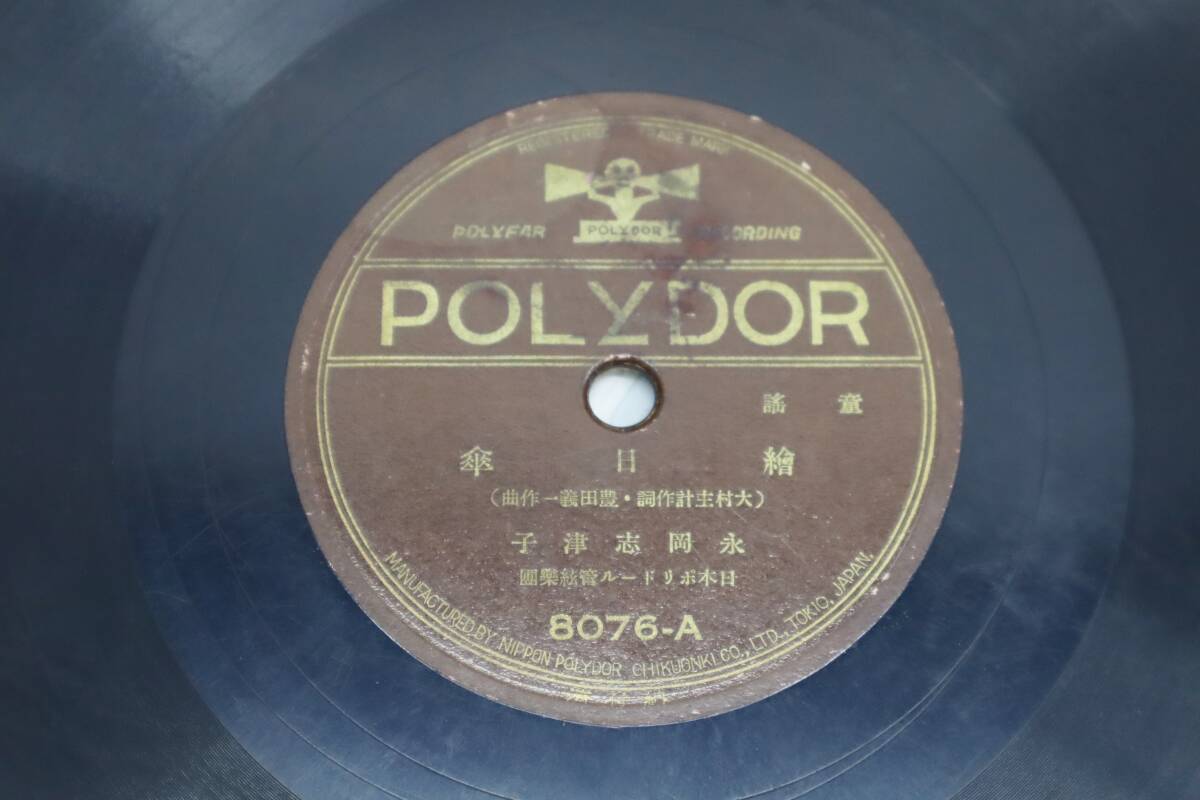 REGISTERED TRADE MARK
POLYFAR POLYDOR RECORDING
POLYDOR
童謠
繪日傘
(大村主計作詞・豊田義一作曲)
永岡志津子
日本ポリドール管絃樂團
8076-A
MANUFACTURED BY NIPPON POLYDOR CHIKUONKI CO., LTD., TOKIO, JAPAN.